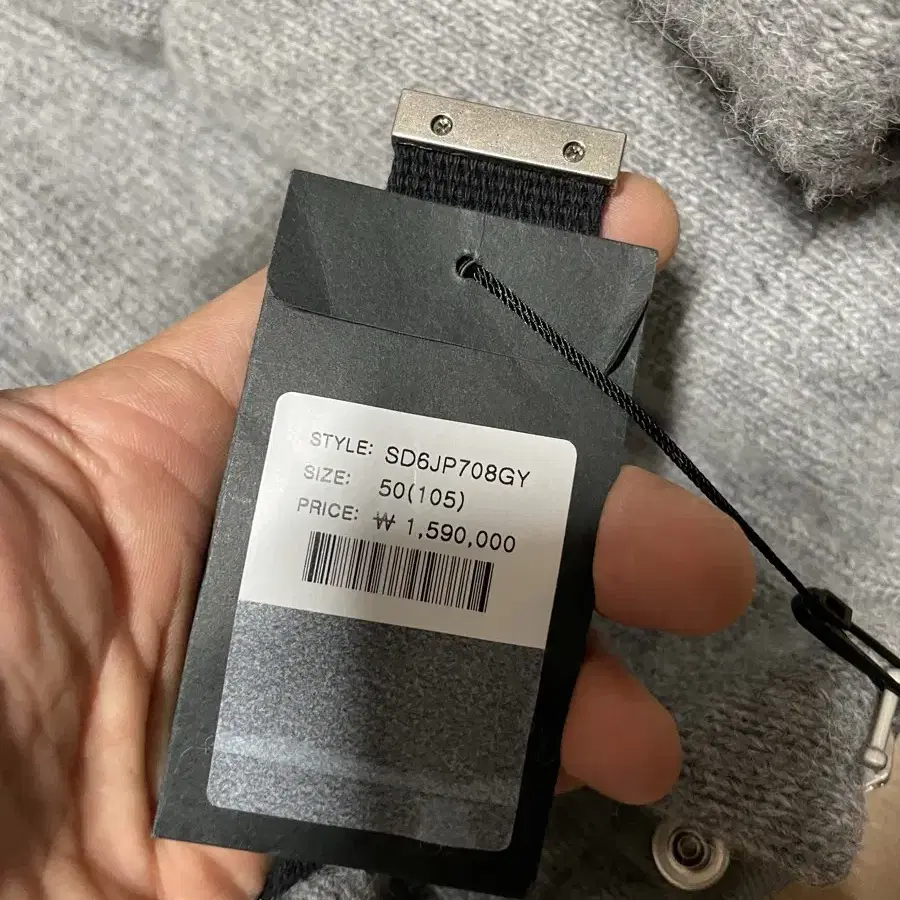 STYLE: SD6JP708GY
SIZE: 50(105)
PRICE: ₩ 1,590,000